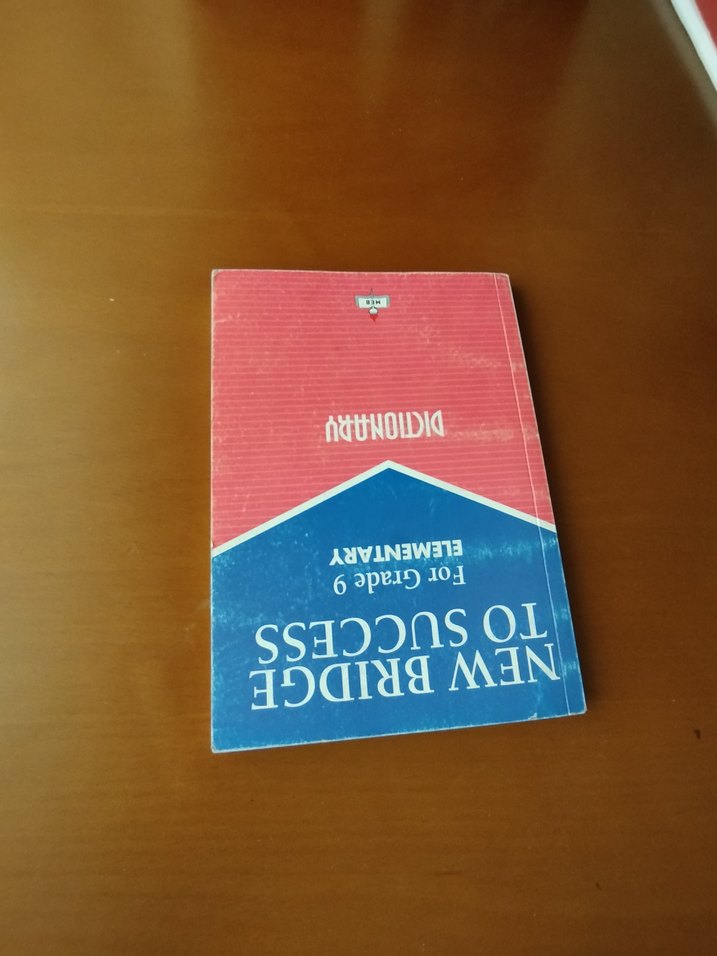 NEW BRIDGE
TO SUCCESS
For Grade 9
ELEMENTARY
DICTIONARY
MEB